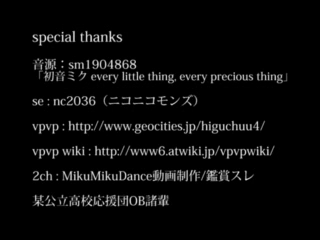 special thanks
音源：sm1904868
「初音ミク every little thing, every precious thing」
se : nc2036（ニコニコモンズ）
vpvp : http://www.geocities.jp/higuchuu4/
vpvp wiki : http://www6.atwiki.jp/vpvpwiki/
2ch : MikuMikuDance動画制作/鑑賞スレ
某公立高校応援団OB諸輩